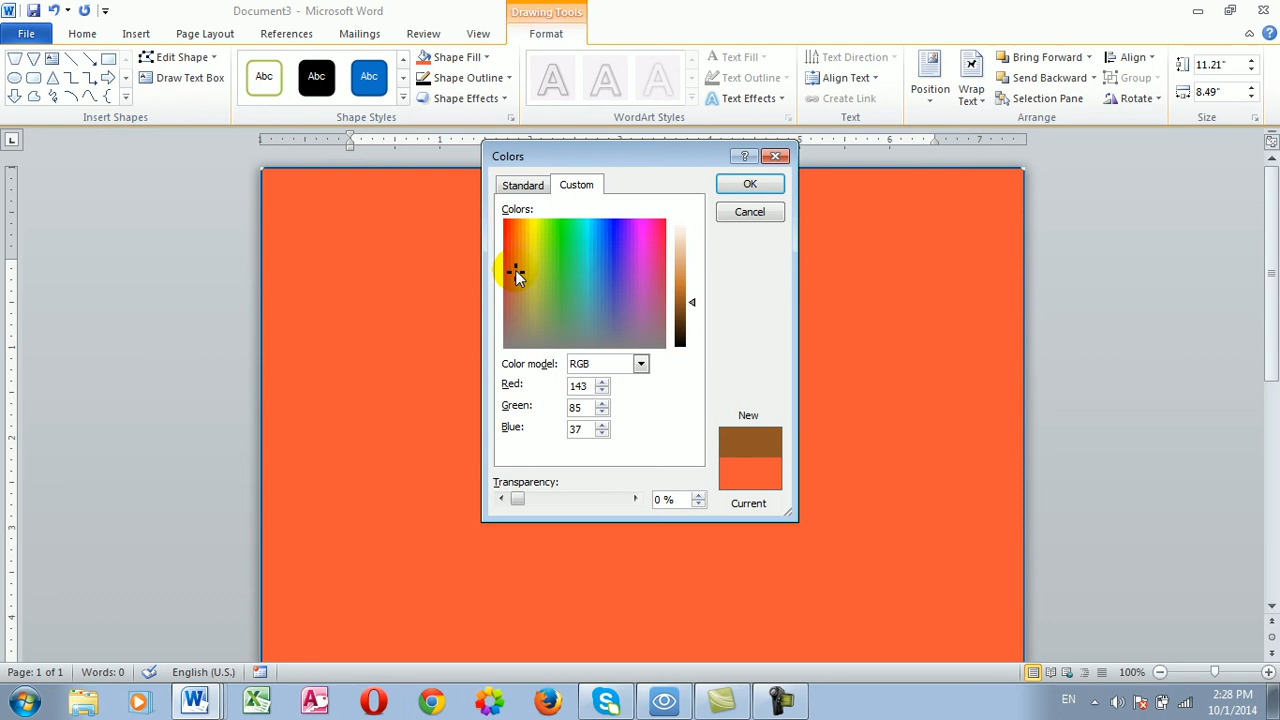 Document3 - Microsoft Word
Drawing Tools
File
Home
Insert
Page Layout
References
Mailings
Review
View
Format
Edit Shape
Draw Text Box
Insert Shapes
Abc
Abc
Abc
Shape Fill
Shape Outline
Shape Effects
Shape Styles
A
A
A
WordArt Styles
Text Fill
Text Outline
Text Effects
Text Direction
Align Text
Create Link
Text
Position
Wrap
Text
Bring Forward
Send Backward
Selection Pane
Align
Group
Rotate
Arrange
11.21"
8.49"
Size
Colors
Standard
Custom
OK
Cancel
Colors:
Color model:
RGB
Red:
143
Green:
85
Blue:
37
New
Current
Transparency:
0 %
Page: 1 of 1
Words: 0
English (U.S.)
100%
EN
2:28 PM
10/1/2014